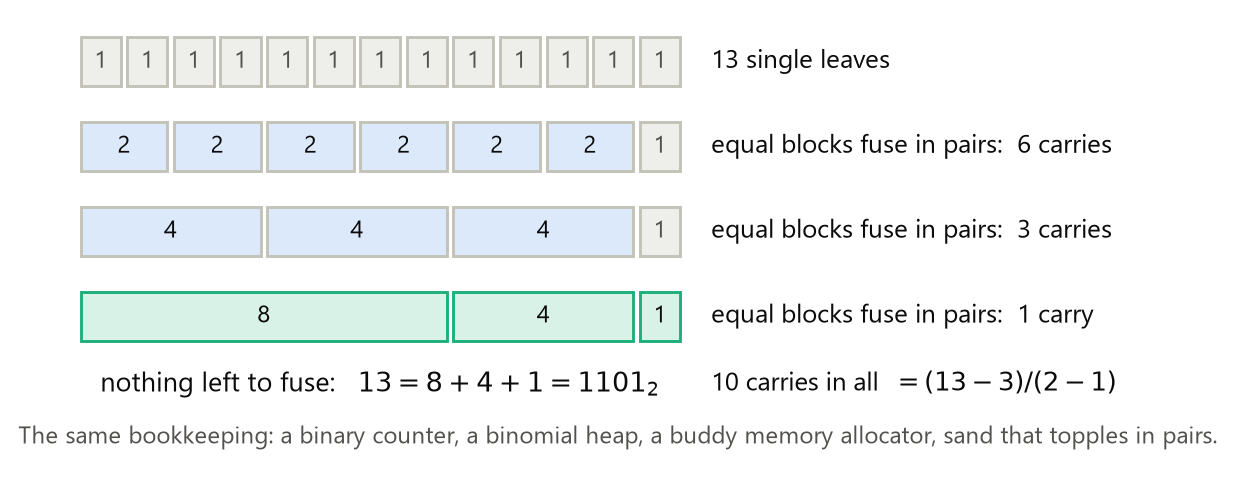 1 1 1 1 1 1 1 1 1 1 1 1 1 13 single leaves
2 2 2 2 2 2 1 equal blocks fuse in pairs: 6 carries
4 4 4 1 equal blocks fuse in pairs: 3 carries
8 4 1 equal blocks fuse in pairs: 1 carry
nothing left to fuse: 13 = 8 + 4 + 1 = 1101₂ 10 carries in all = (13 − 3)/(2 − 1)
The same bookkeeping: a binary counter, a binomial heap, a buddy memory allocator, sand that topples in pairs.